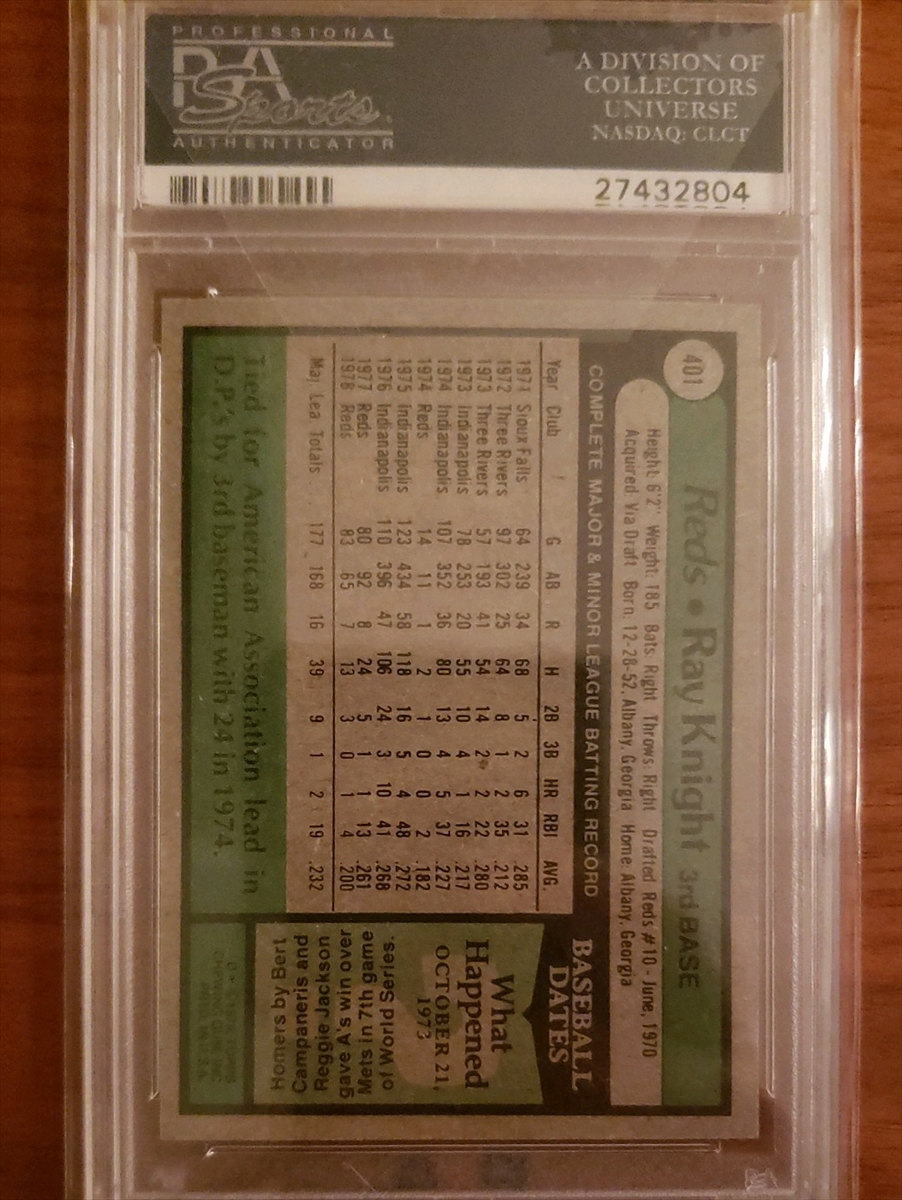 PROFESSIONAL
PSA
Sports
AUTHENTICATOR
A DIVISION OF
COLLECTORS
UNIVERSE
NASDAQ: CLCT
27432804
401
Reds • Ray Knight 3rd BASE
Height: 6'2" Weight: 185 Bats: Right Throws: Right Drafted Reds #10 - June, 1970
Acquired: Via Draft Born: 12-28-52, Albany, Georgia Home: Albany, Georgia
COMPLETE MAJOR & MINOR LEAGUE BATTING RECORD
Year Club G AB R H 2B 3B HR RBI AVG.
1971 Sioux Falls 64 239 34 68 5 2 6 31 .285
1972 Three Rivers 97 302 25 64 8 1 2 35 .212
1973 Three Rivers 57 193 41 54 14 2 2 22 .280
1973 Indianapolis 78 253 20 55 10 4 1 16 .217
1974 Indianapolis 107 352 36 80 13 4 5 37 .227
1974 Reds 14 11 1 2 1 0 0 2 .182
1975 Indianapolis 123 434 58 118 16 5 4 48 .272
1976 Indianapolis 110 396 47 106 24 3 10 41 .268
1977 Reds 80 92 8 24 5 1 1 13 .261
1978 Reds 83 65 7 13 3 0 1 4 .200
Maj. Lea. Totals 177 168 16 39 9 1 2 19 .232
Tied for American Association lead in
D.P.'s by 3rd baseman with 24 in 1974.
BASEBALL
DATES
What
Happened
OCTOBER 21,
1973
Homers by Bert
Campaneris and
Reggie Jackson
gave A's win over
Mets in 7th game
of World Series.